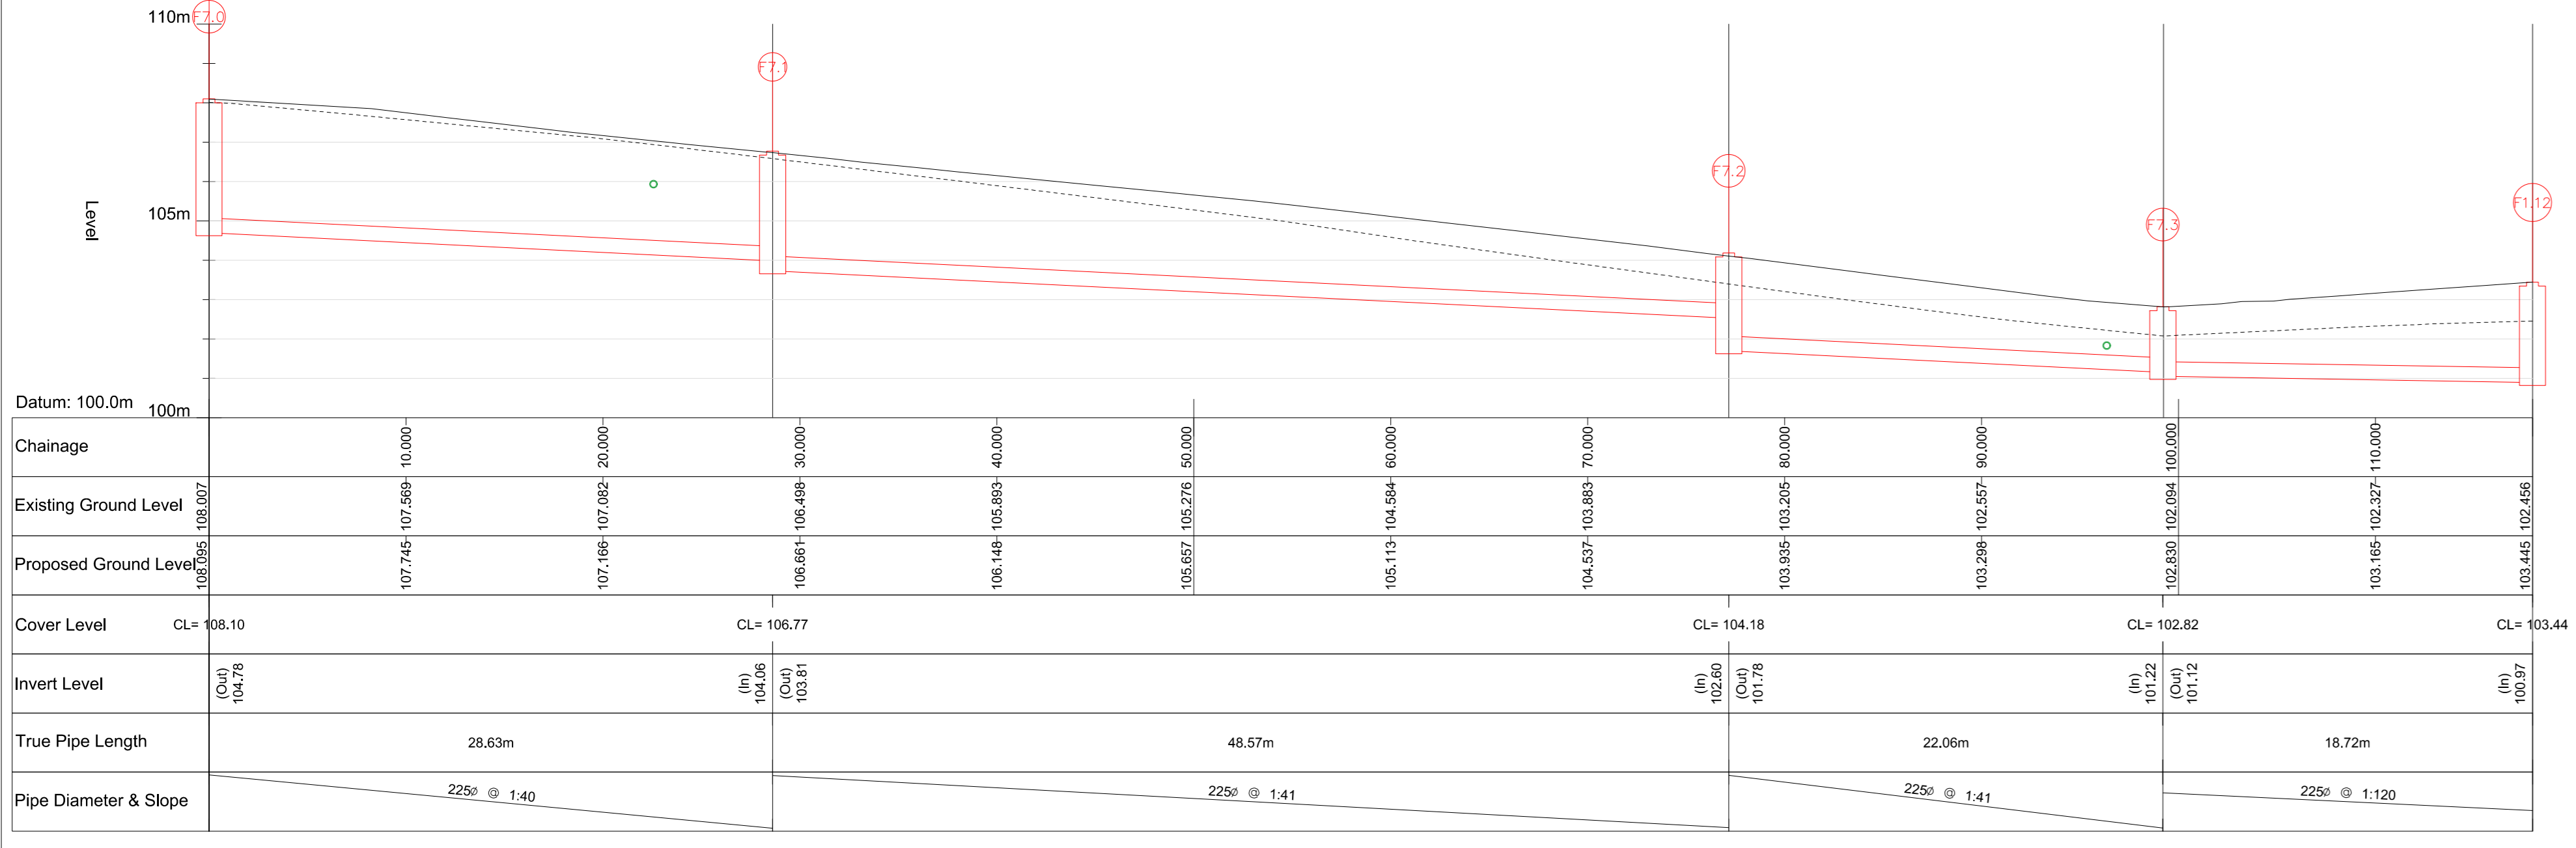 110m
F7.0
F7.1
F7.2
F7.3
F1.12
Level
105m
Datum: 100.0m
100m
Chainage 10.000 20.000 30.000 40.000 50.000 60.000 70.000 80.000 90.000 100.000 110.000
Existing Ground Level 108.007 107.569 107.082 106.498 105.893 105.276 104.584 103.883 103.205 102.557 102.094 102.327 102.456
Proposed Ground Level 108.095 107.745 107.166 106.661 106.148 105.657 105.113 104.537 103.935 103.298 102.830 103.165 103.445
Cover Level CL= 108.10 CL= 106.77 CL= 104.18 CL= 102.82 CL= 103.44
Invert Level (Out) 104.78 (In) 104.06 (Out) 103.81 (In) 102.60 (Out) 101.78 (In) 101.22 (Out) 101.12 (In) 100.97
True Pipe Length 28.63m 48.57m 22.06m 18.72m
Pipe Diameter & Slope 225ø @ 1:40 225ø @ 1:41 225ø @ 1:41 225ø @ 1:120